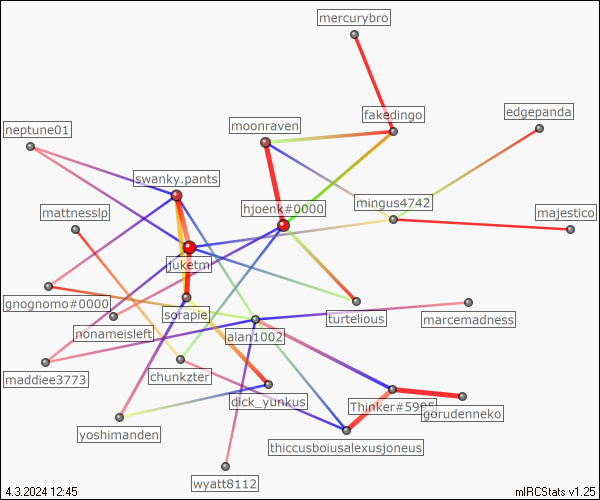 mercurybro
fakedingo
edgepanda
moonraven
neptune01
swanky.pants
hjoenk#0000
mingus4742
mattnesslp
majestico
juketm
gnognomo#0000
sorapie
turtelious
marcemadness
nonameisleft
alan1002
maddiee3773
chunkzter
dick_yunkus
Thinker#5995
gorudenneko
yoshimanden
thiccusboiusalexusjoneus
wyatt8112
4.3.2024 12:45
mIRCStats v1.25